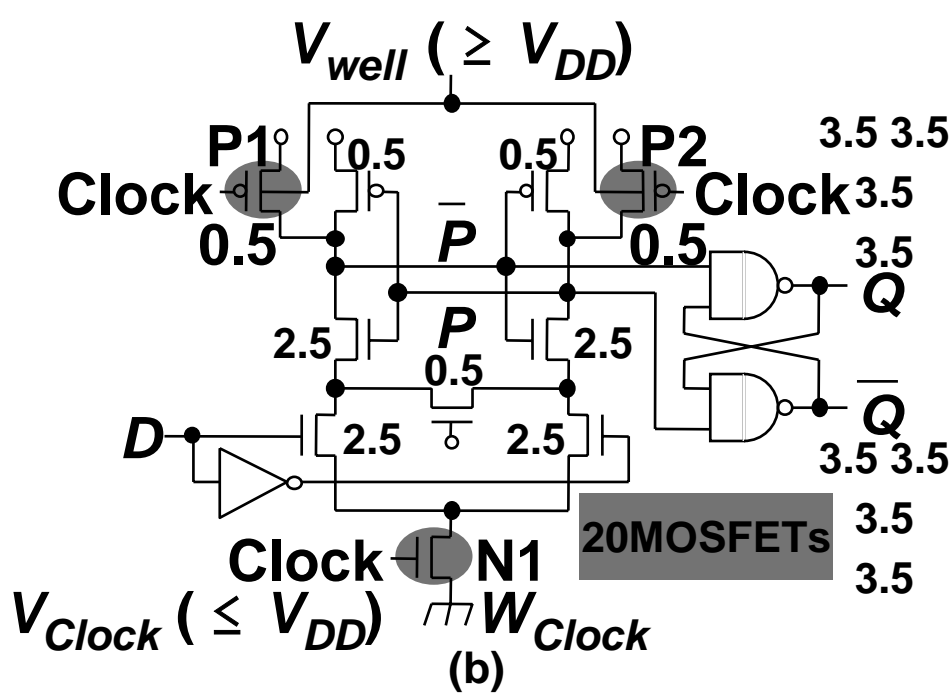 V_well ( ≥ V_DD)
P1 0.5 0.5 P2 3.5 3.5
Clock Clock 3.5
0.5 P̅ 0.5 3.5
Q
2.5 P 2.5
0.5
Q̅
D 2.5 2.5
3.5 3.5
20MOSFETs 3.5
Clock N1 3.5
V_Clock ( ≤ V_DD) W_Clock
(b)